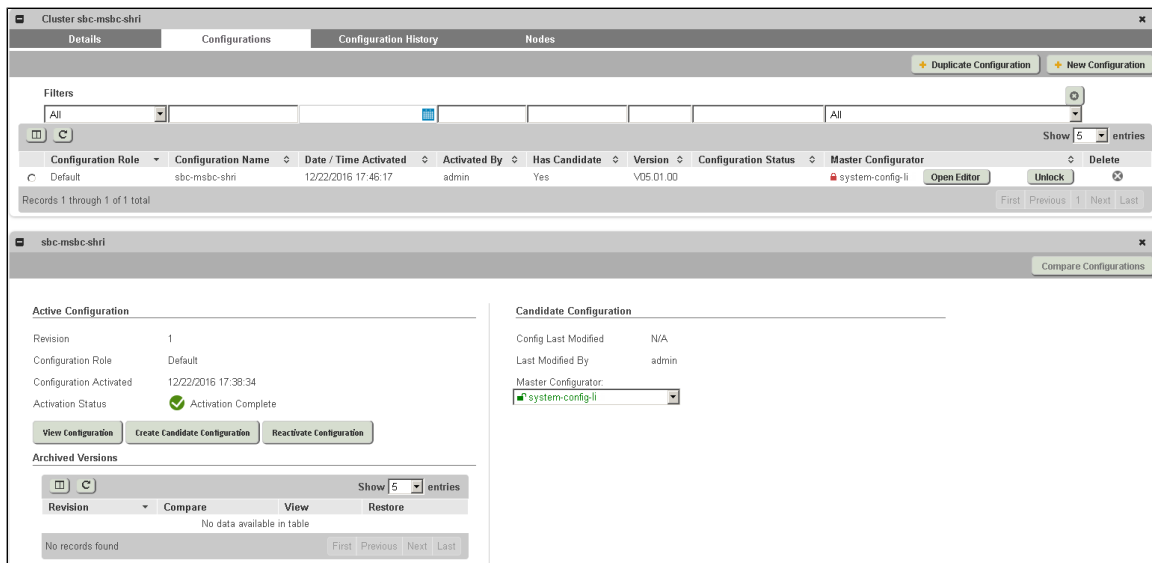 Cluster sbc-msbc-shri
Details Configurations Configuration History Nodes
Duplicate Configuration New Configuration
Filters
All All
Show 5 entries
Configuration Role Configuration Name Date / Time Activated Activated By Has Candidate Version Configuration Status Master Configurator Delete
Default sbc-msbc-shri 12/22/2016 17:46:17 admin Yes V05.01.00 system-config-li Open Editor Unlock
Records 1 through 1 of 1 total First Previous 1 Next Last
sbc-msbc-shri
Compare Configurations
Active Configuration Candidate Configuration
Revision 1 Config Last Modified N/A
Configuration Role Default Last Modified By admin
Configuration Activated 12/22/2016 17:38:34 Master Configurator:
Activation Status Activation Complete system-config-li
View Configuration Create Candidate Configuration Reactivate Configuration
Archived Versions
Show 5 entries
Revision Compare View Restore
No data available in table
No records found First Previous Next Last